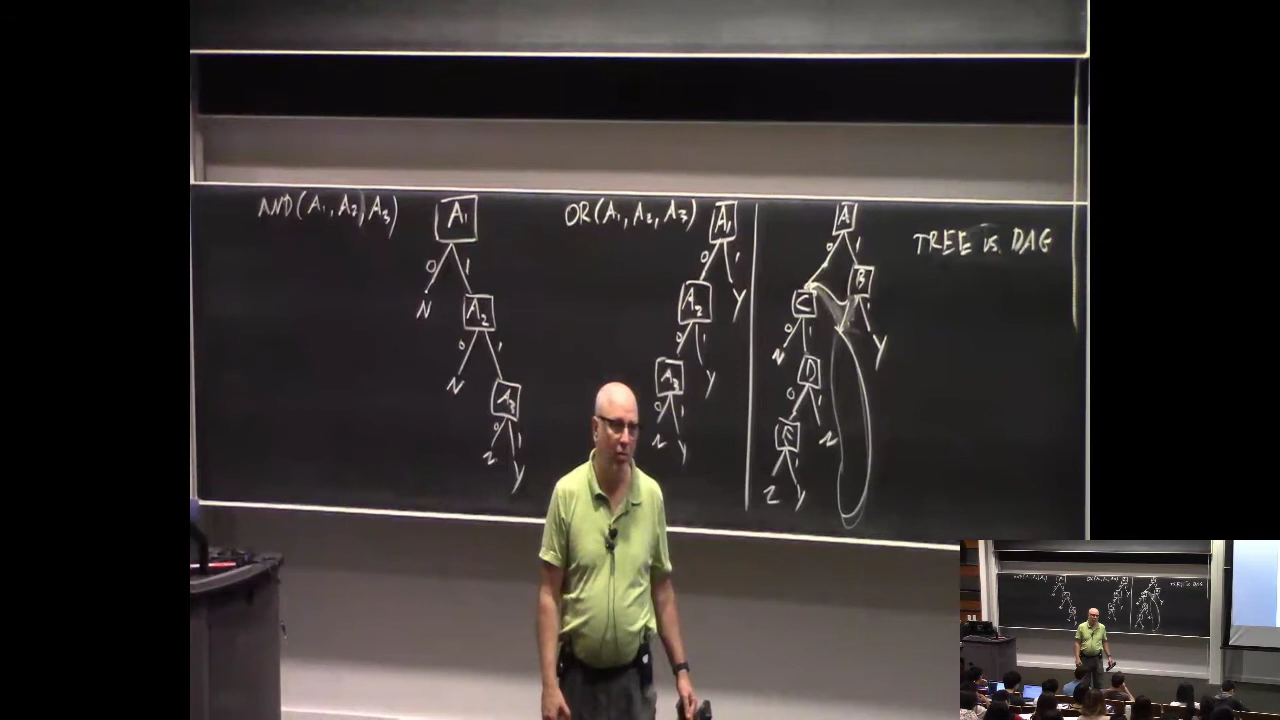 AND(A₁, A₂, A₃)
A₁
0 1
N
A₂
0 1
N
A₃
0 1
N
Y
OR(A₁, A₂, A₃)
A₁
0 1
A₂
Y
0 1
A₃
Y
0 1
N Y
A
0 1
B
C
0 1
1
N
Y
D
0 1
E
N
0 1
N Y
TREE vs. DAG